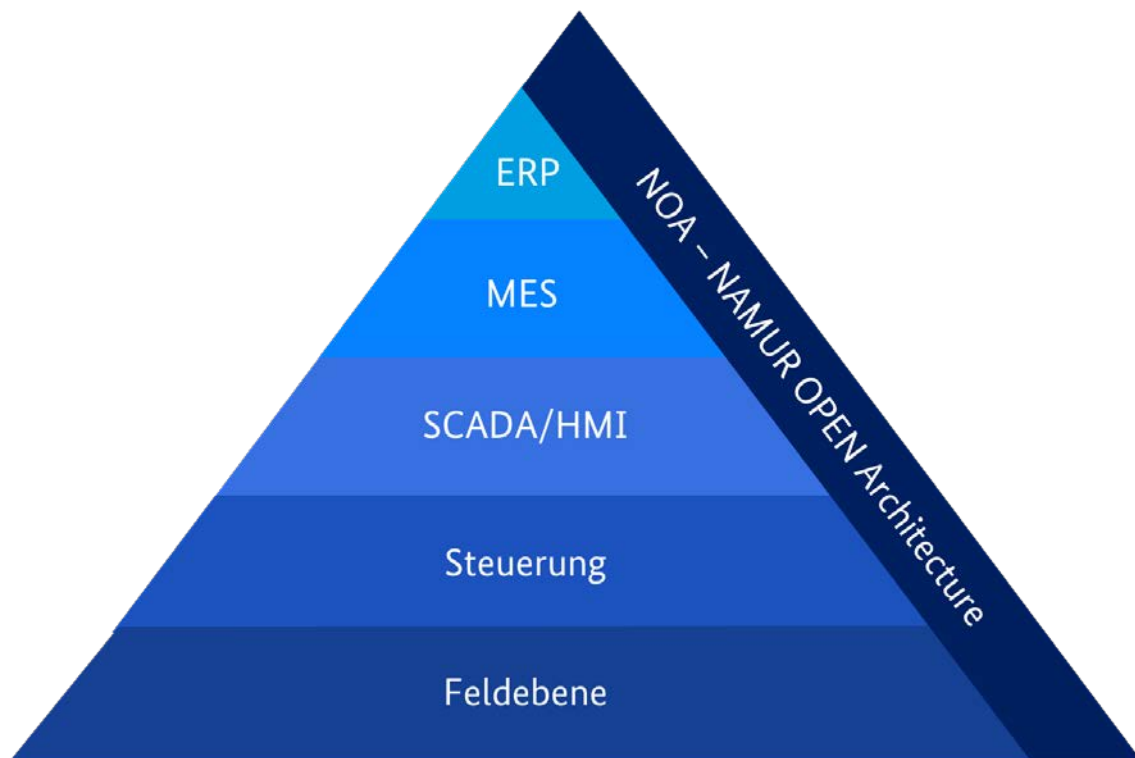 ERP
MES
SCADA/HMI
Steuerung
Feldebene
NOA – NAMUR OPEN Architecture